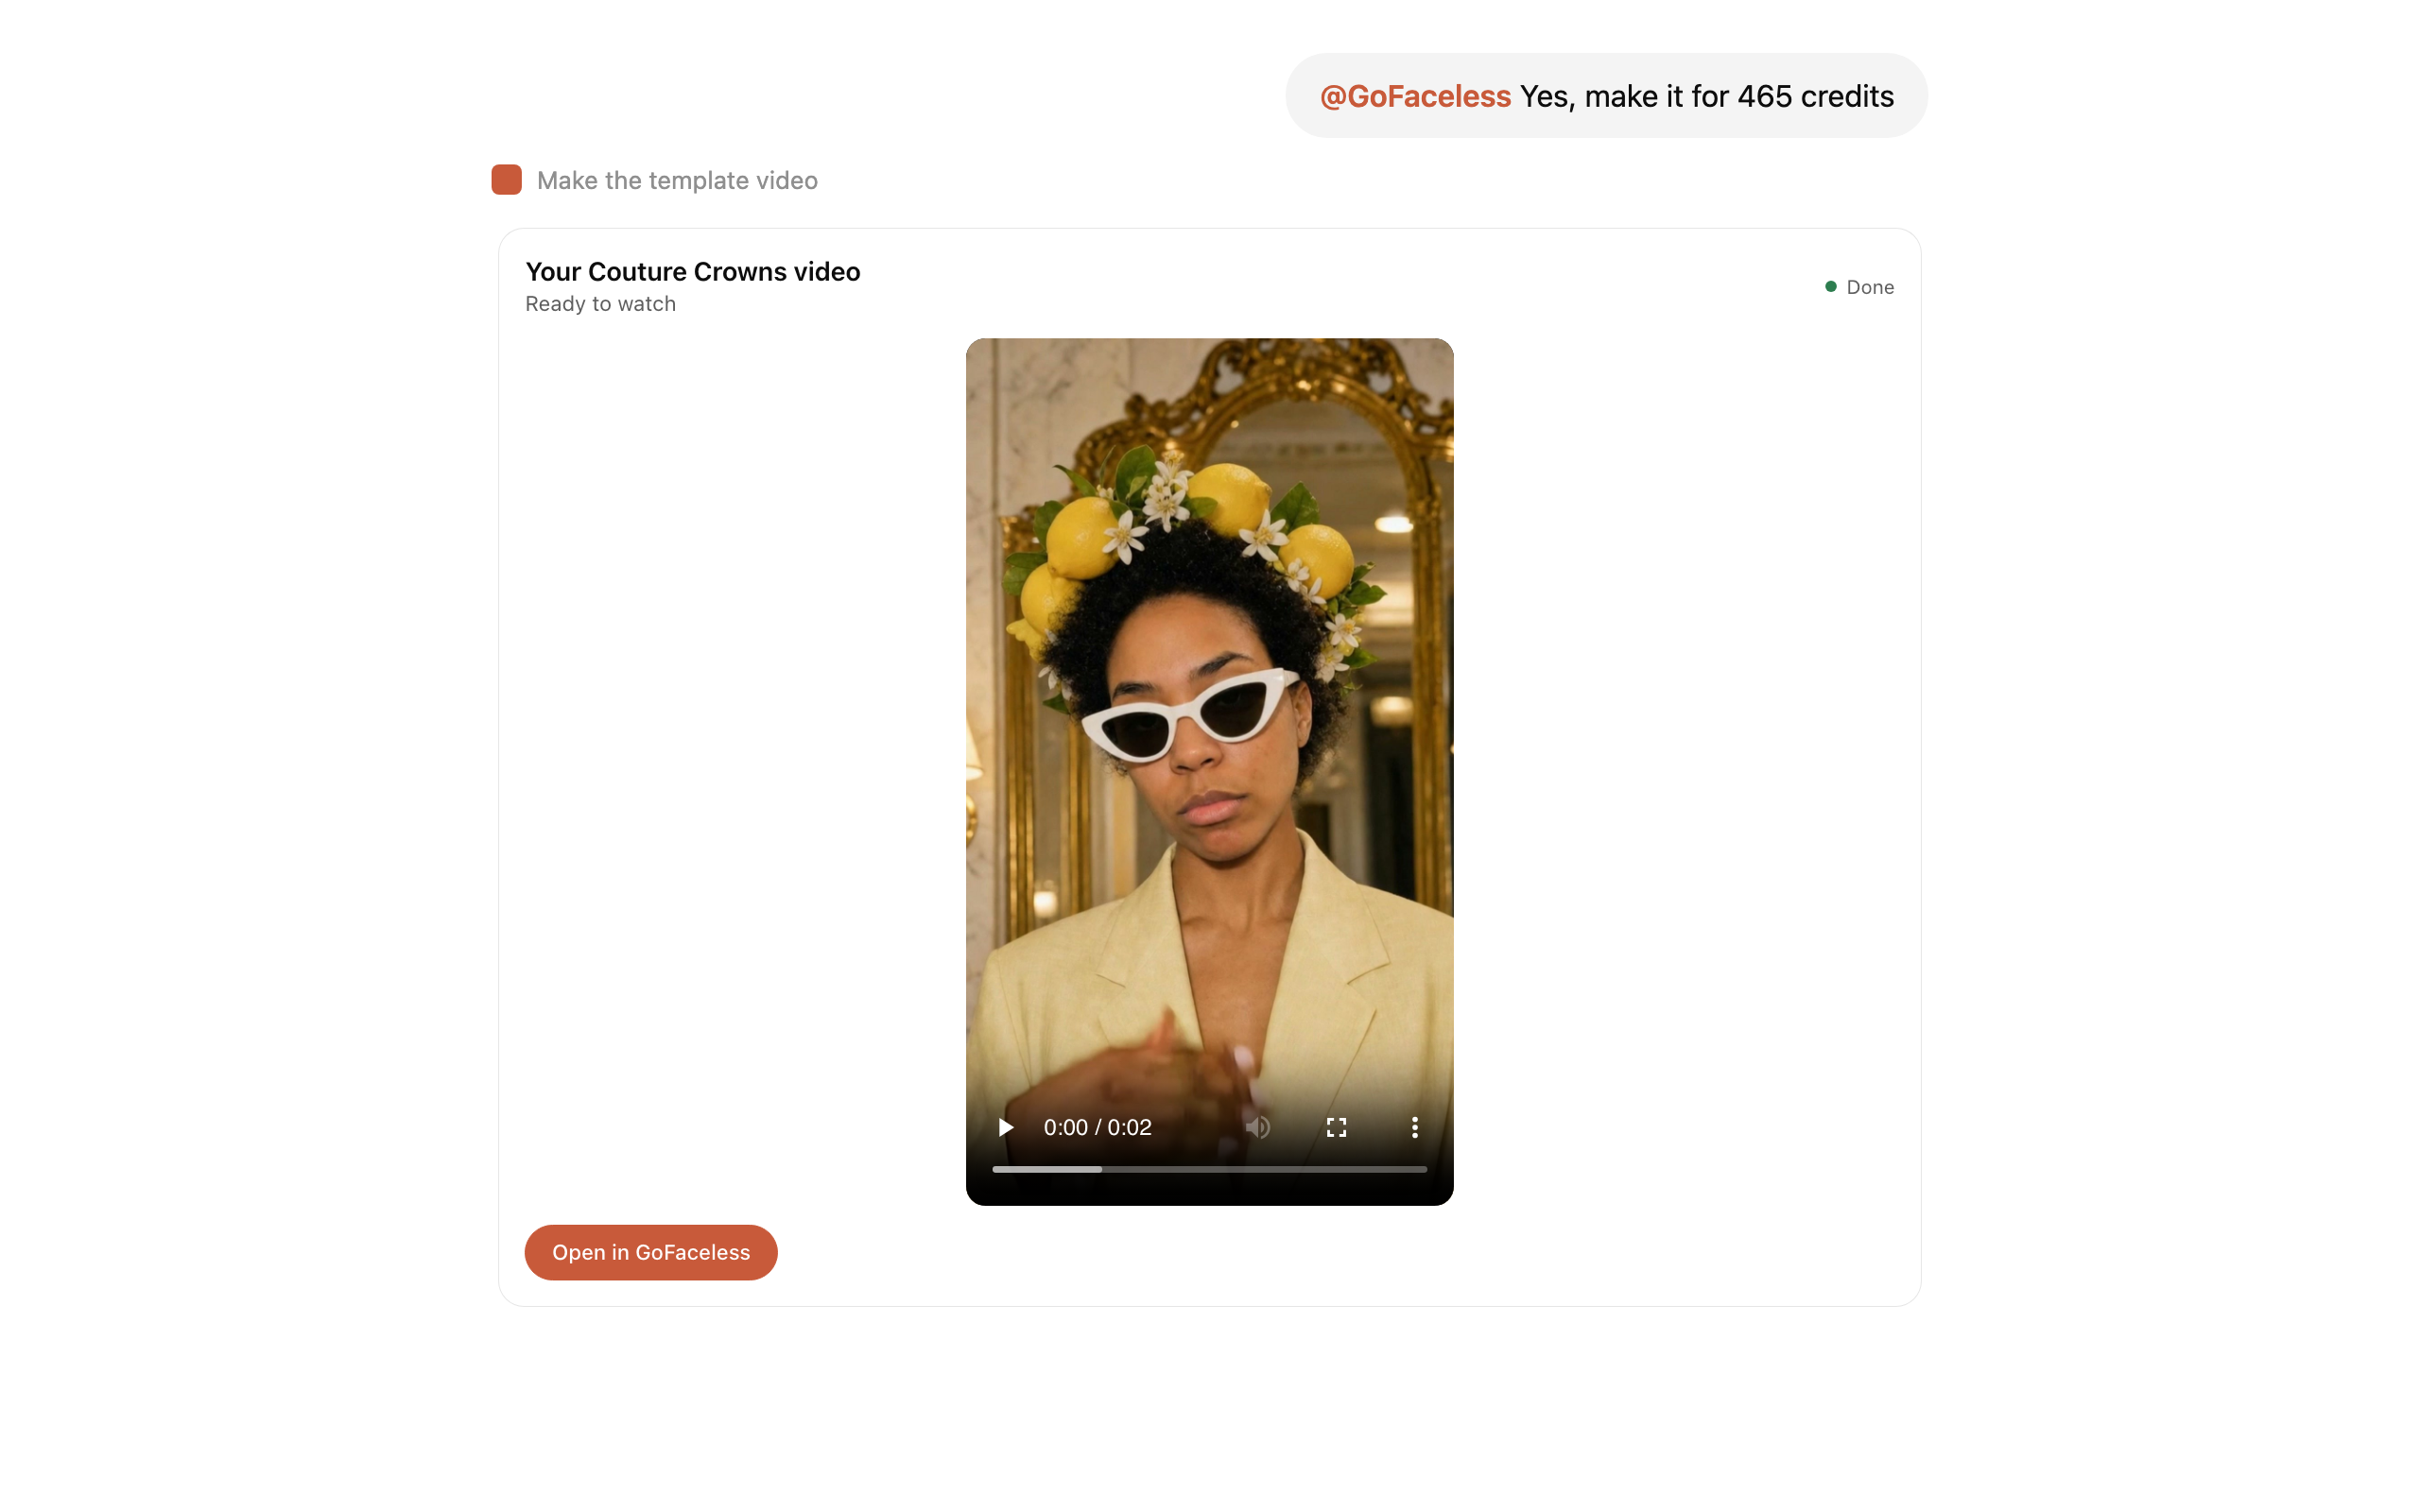 @GoFaceless Yes, make it for 465 credits
Make the template video
Your Couture Crowns video
Ready to watch
Done
0:00 / 0:02
Open in GoFaceless